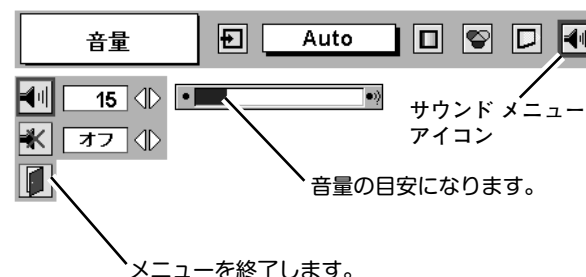 音量
Auto
15
オフ
サウンド メニュー
アイコン
音量の目安になります。
メニューを終了します。